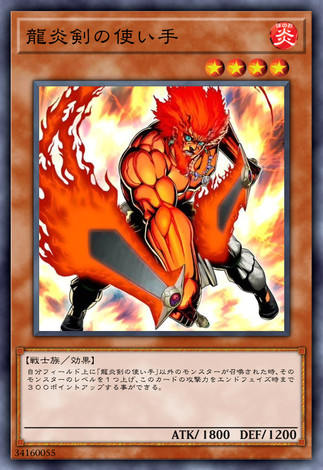 龍炎剣の使い手
ほのお
炎
【戦士族/効果】
自分フィールド上に「龍炎剣の使い手」以外のモンスターが召喚された時、そ
のモンスターのレベルを1つ上げ、このカードの攻撃力をエンドフェイズ時まで
300ポイントアップする事ができる。
ATK/1800 DEF/1200
34160055